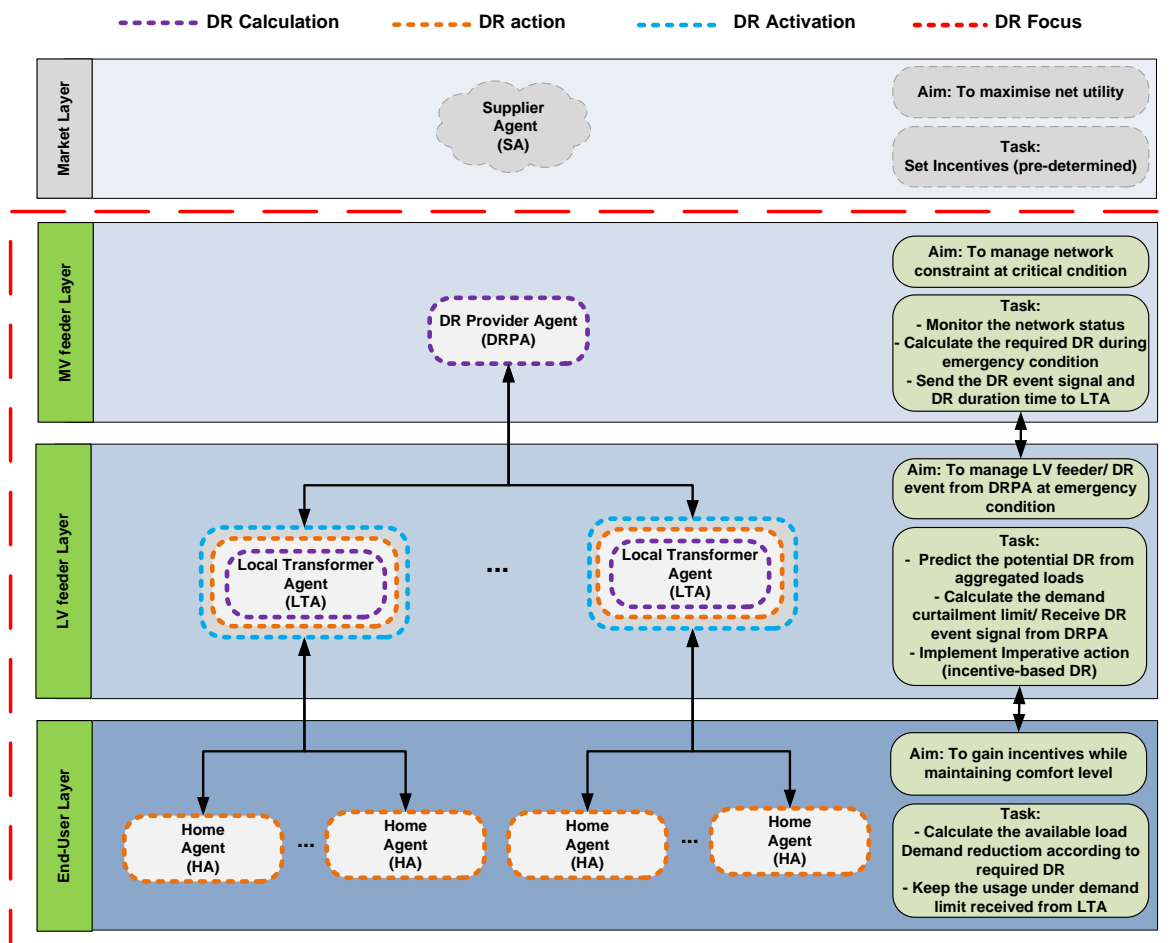 DR Calculation
DR action
DR Activation
DR Focus
Market Layer
Supplier
Agent
(SA)
Aim: To maximise net utility
Task:
Set Incentives (pre-determined)
MV feeder Layer
DR Provider Agent
(DRPA)
Aim: To manage network
constraint at critical cndition
Task:
- Monitor the network status
- Calculate the required DR during
emergency condition
- Send the DR event signal and
DR duration time to LTA
LV feeder Layer
Local Transformer
Agent
(LTA)
...
Local Transformer
Agent
(LTA)
Aim: To manage LV feeder/ DR
event from DRPA at emergency
condition
Task:
- Predict the potential DR from
aggregated loads
- Calculate the demand
curtailment limit/ Receive DR
event signal from DRPA
- Implement Imperative action
(incentive-based DR)
End-User Layer
Home
Agent
(HA)
...
Home
Agent
(HA)
Home
Agent
(HA)
...
Home
Agent
(HA)
Aim: To gain incentives while
maintaining comfort level
Task:
- Calculate the available load
Demand reductiom according to
required DR
- Keep the usage under demand
limit received from LTA